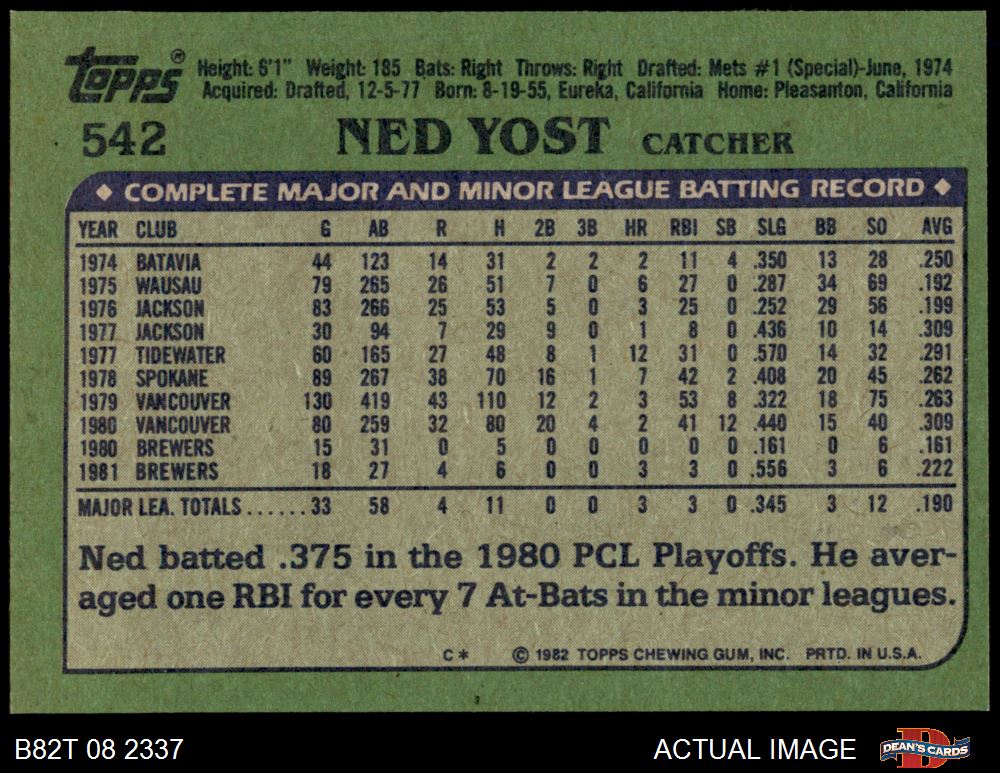 Topps® Height: 6'1" Weight: 185 Bats: Right Throws: Right Drafted: Mets #1 (Special)-June, 1974
Acquired: Drafted, 12-5-77 Born: 8-19-55, Eureka, California Home: Pleasanton, California
542 NED YOST CATCHER
◆ COMPLETE MAJOR AND MINOR LEAGUE BATTING RECORD ◆
YEAR CLUB G AB R H 2B 3B HR RBI SB SLG BB SO AVG
1974 BATAVIA 44 123 14 31 2 2 2 11 4 .350 13 28 .250
1975 WAUSAU 79 265 26 51 7 0 6 27 0 .287 34 69 .192
1976 JACKSON 83 266 25 53 5 0 3 25 0 .252 29 56 .199
1977 JACKSON 30 94 7 29 9 0 1 8 0 .436 10 14 .309
1977 TIDEWATER 60 165 27 48 8 1 12 31 0 .570 14 32 .291
1978 SPOKANE 89 267 38 70 16 1 7 42 2 .408 20 45 .262
1979 VANCOUVER 130 419 43 110 12 2 3 53 8 .322 18 75 .263
1980 VANCOUVER 80 259 32 80 20 4 2 41 12 .440 15 40 .309
1980 BREWERS 15 31 0 5 0 0 0 0 0 .161 0 6 .161
1981 BREWERS 18 27 4 6 0 0 3 3 0 .556 3 6 .222
MAJOR LEA. TOTALS......33 58 4 11 0 0 3 3 0 .345 3 12 .190
Ned batted .375 in the 1980 PCL Playoffs. He aver-
aged one RBI for every 7 At-Bats in the minor leagues.
C* © 1982 TOPPS CHEWING GUM, INC. PRTD. IN U.S.A.
B82T 08 2337 ACTUAL IMAGE DEAN'S CARDS